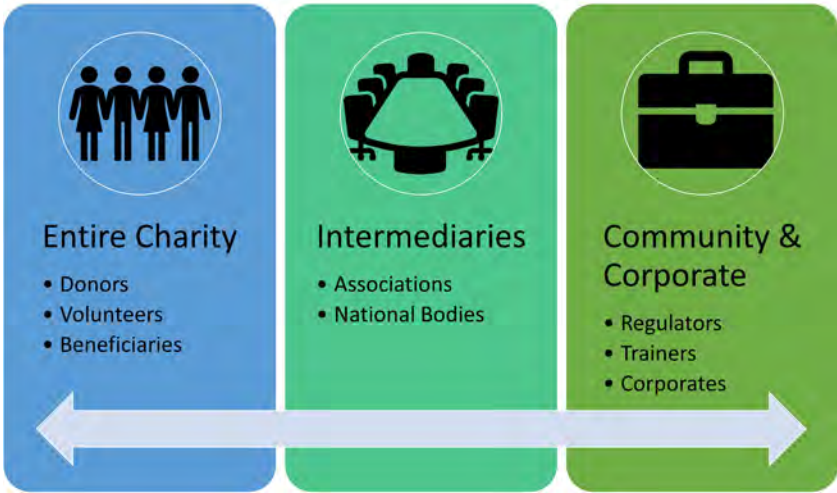 Entire Charity
• Donors
• Volunteers
• Beneficiaries
Intermediaries
• Associations
• National Bodies
Community &
Corporate
• Regulators
• Trainers
• Corporates